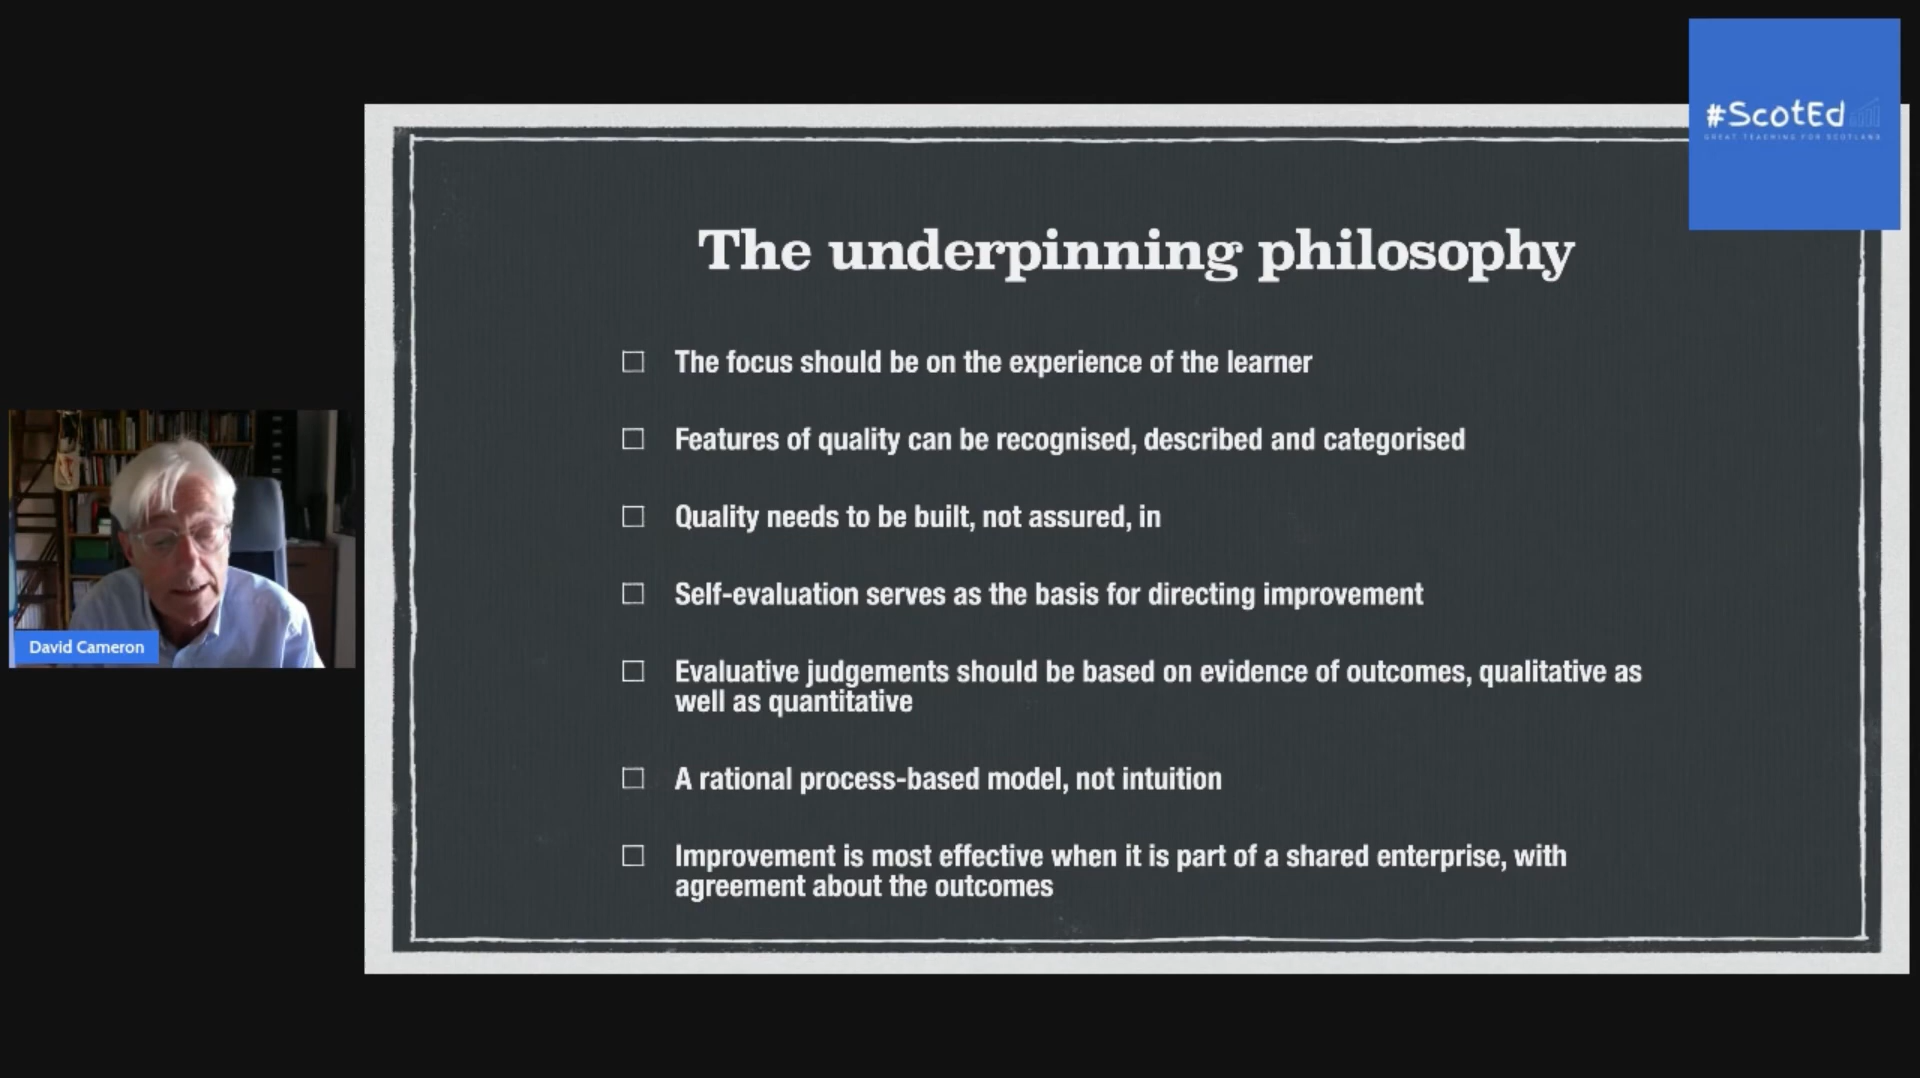 #ScotEd
GREAT TEACHING FOR SCOTLAND
The underpinning philosophy
The focus should be on the experience of the learner
Features of quality can be recognised, described and categorised
Quality needs to be built, not assured, in
Self-evaluation serves as the basis for directing improvement
Evaluative judgements should be based on evidence of outcomes, qualitative as
well as quantitative
A rational process-based model, not intuition
Improvement is most effective when it is part of a shared enterprise, with
agreement about the outcomes
David Cameron